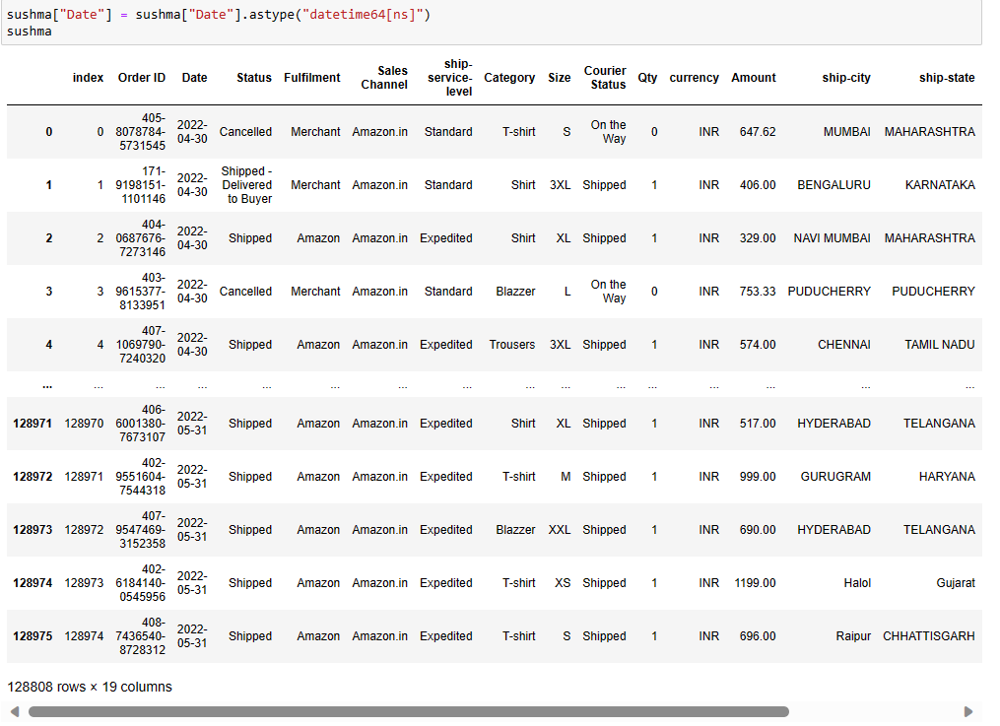 sushma["Date"] = sushma["Date"].astype("datetime64[ns]")
sushma
index Order ID Date Status Fulfilment Sales Channel ship-service-level Category Size Courier Status Qty currency Amount ship-city ship-state
0 0 405-8078784-5731545 2022-04-30 Cancelled Merchant Amazon.in Standard T-shirt S On the Way 0 INR 647.62 MUMBAI MAHARASHTRA
1 1 171-9198151-1101146 2022-04-30 Shipped - Delivered to Buyer Merchant Amazon.in Standard Shirt 3XL Shipped 1 INR 406.00 BENGALURU KARNATAKA
2 2 404-0687676-7273146 2022-04-30 Shipped Amazon Amazon.in Expedited Shirt XL Shipped 1 INR 329.00 NAVI MUMBAI MAHARASHTRA
3 3 403-9615377-8133951 2022-04-30 Cancelled Merchant Amazon.in Standard Blazzer L On the Way 0 INR 753.33 PUDUCHERRY PUDUCHERRY
4 4 407-1069790-7240320 2022-04-30 Shipped Amazon Amazon.in Expedited Trousers 3XL Shipped 1 INR 574.00 CHENNAI TAMIL NADU
... ... ... ... ... ... ... ... ... ... ... ... ... ... ... ...
128971 128970 406-6001380-7673107 2022-05-31 Shipped Amazon Amazon.in Expedited Shirt XL Shipped 1 INR 517.00 HYDERABAD TELANGANA
128972 128971 402-9551604-7544318 2022-05-31 Shipped Amazon Amazon.in Expedited T-shirt M Shipped 1 INR 999.00 GURUGRAM HARYANA
128973 128972 407-9547469-3152358 2022-05-31 Shipped Amazon Amazon.in Expedited Blazzer XXL Shipped 1 INR 690.00 HYDERABAD TELANGANA
128974 128973 402-6184140-0545956 2022-05-31 Shipped Amazon Amazon.in Expedited T-shirt XS Shipped 1 INR 1199.00 Halol Gujarat
128975 128974 408-7436540-8728312 2022-05-31 Shipped Amazon Amazon.in Expedited T-shirt S Shipped 1 INR 696.00 Raipur CHHATTISGARH
128808 rows × 19 columns